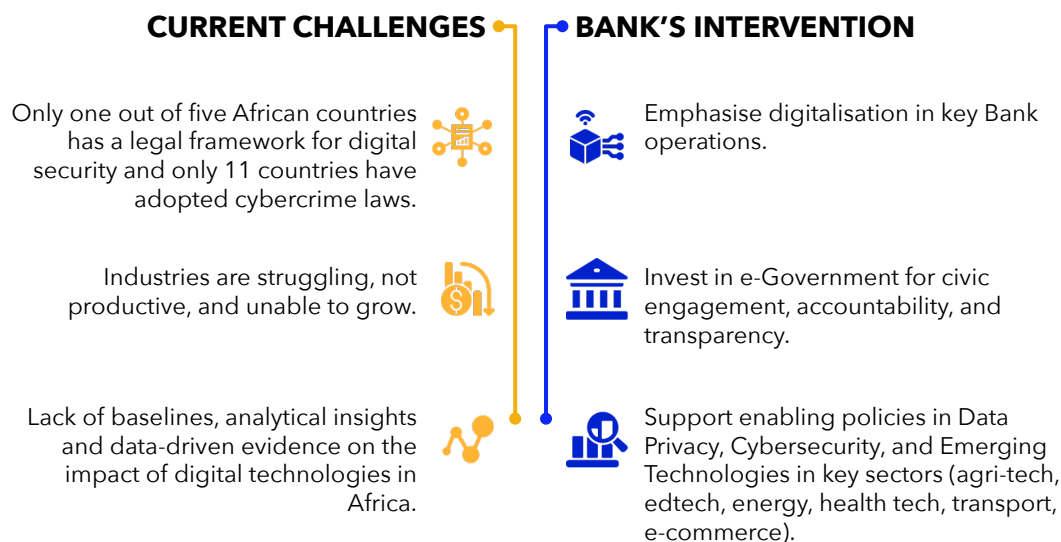 CURRENT CHALLENGES
Only one out of five African countries
has a legal framework for digital
security and only 11 countries have
adopted cybercrime laws.
Industries are struggling, not
productive, and unable to grow.
Lack of baselines, analytical insights
and data-driven evidence on the
impact of digital technologies in
Africa.
BANK'S INTERVENTION
Emphasise digitalisation in key Bank
operations.
Invest in e-Government for civic
engagement, accountability, and
transparency.
Support enabling policies in Data
Privacy, Cybersecurity, and Emerging
Technologies in key sectors (agri-tech,
edtech, energy, health tech, transport,
e-commerce).